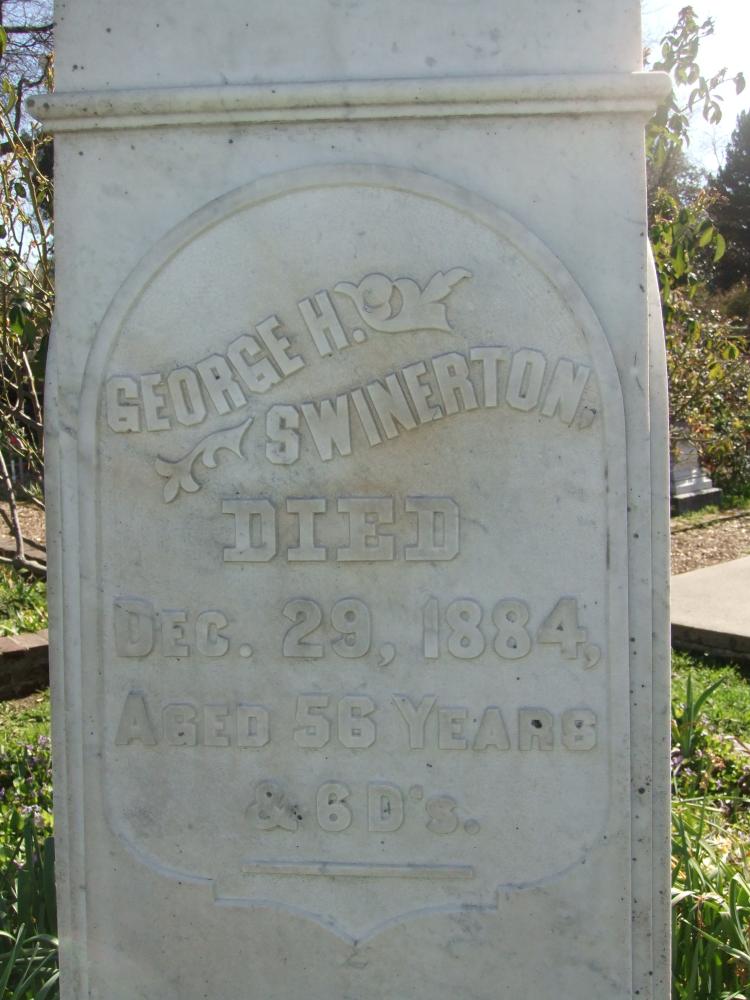 GEORGE H.
SWINERTON,
DIED
DEC. 29, 1884,
AGED 56 YEARS
& 6 D's.